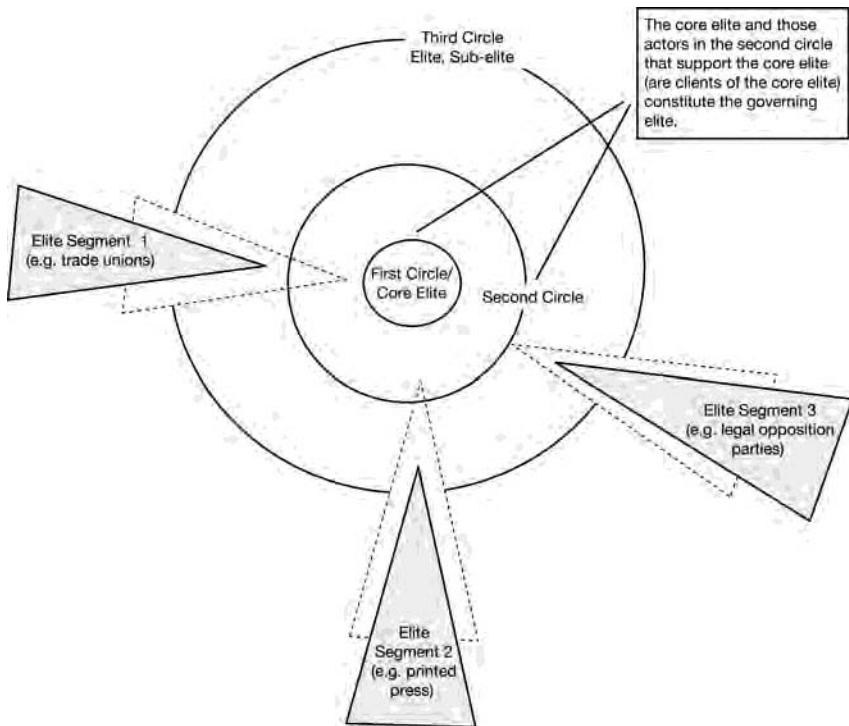 Third Circle
Elite, Sub-elite
The core elite and those
actors in the second circle
that support the core elite
(are clients of the core elite)
constitute the governing
elite.
Elite Segment 1
(e.g. trade unions)
First Circle/
Core Elite
Second Circle
Elite Segment 3
(e.g. legal opposition
parties)
Elite
Segment 2
(e.g. printed
press)